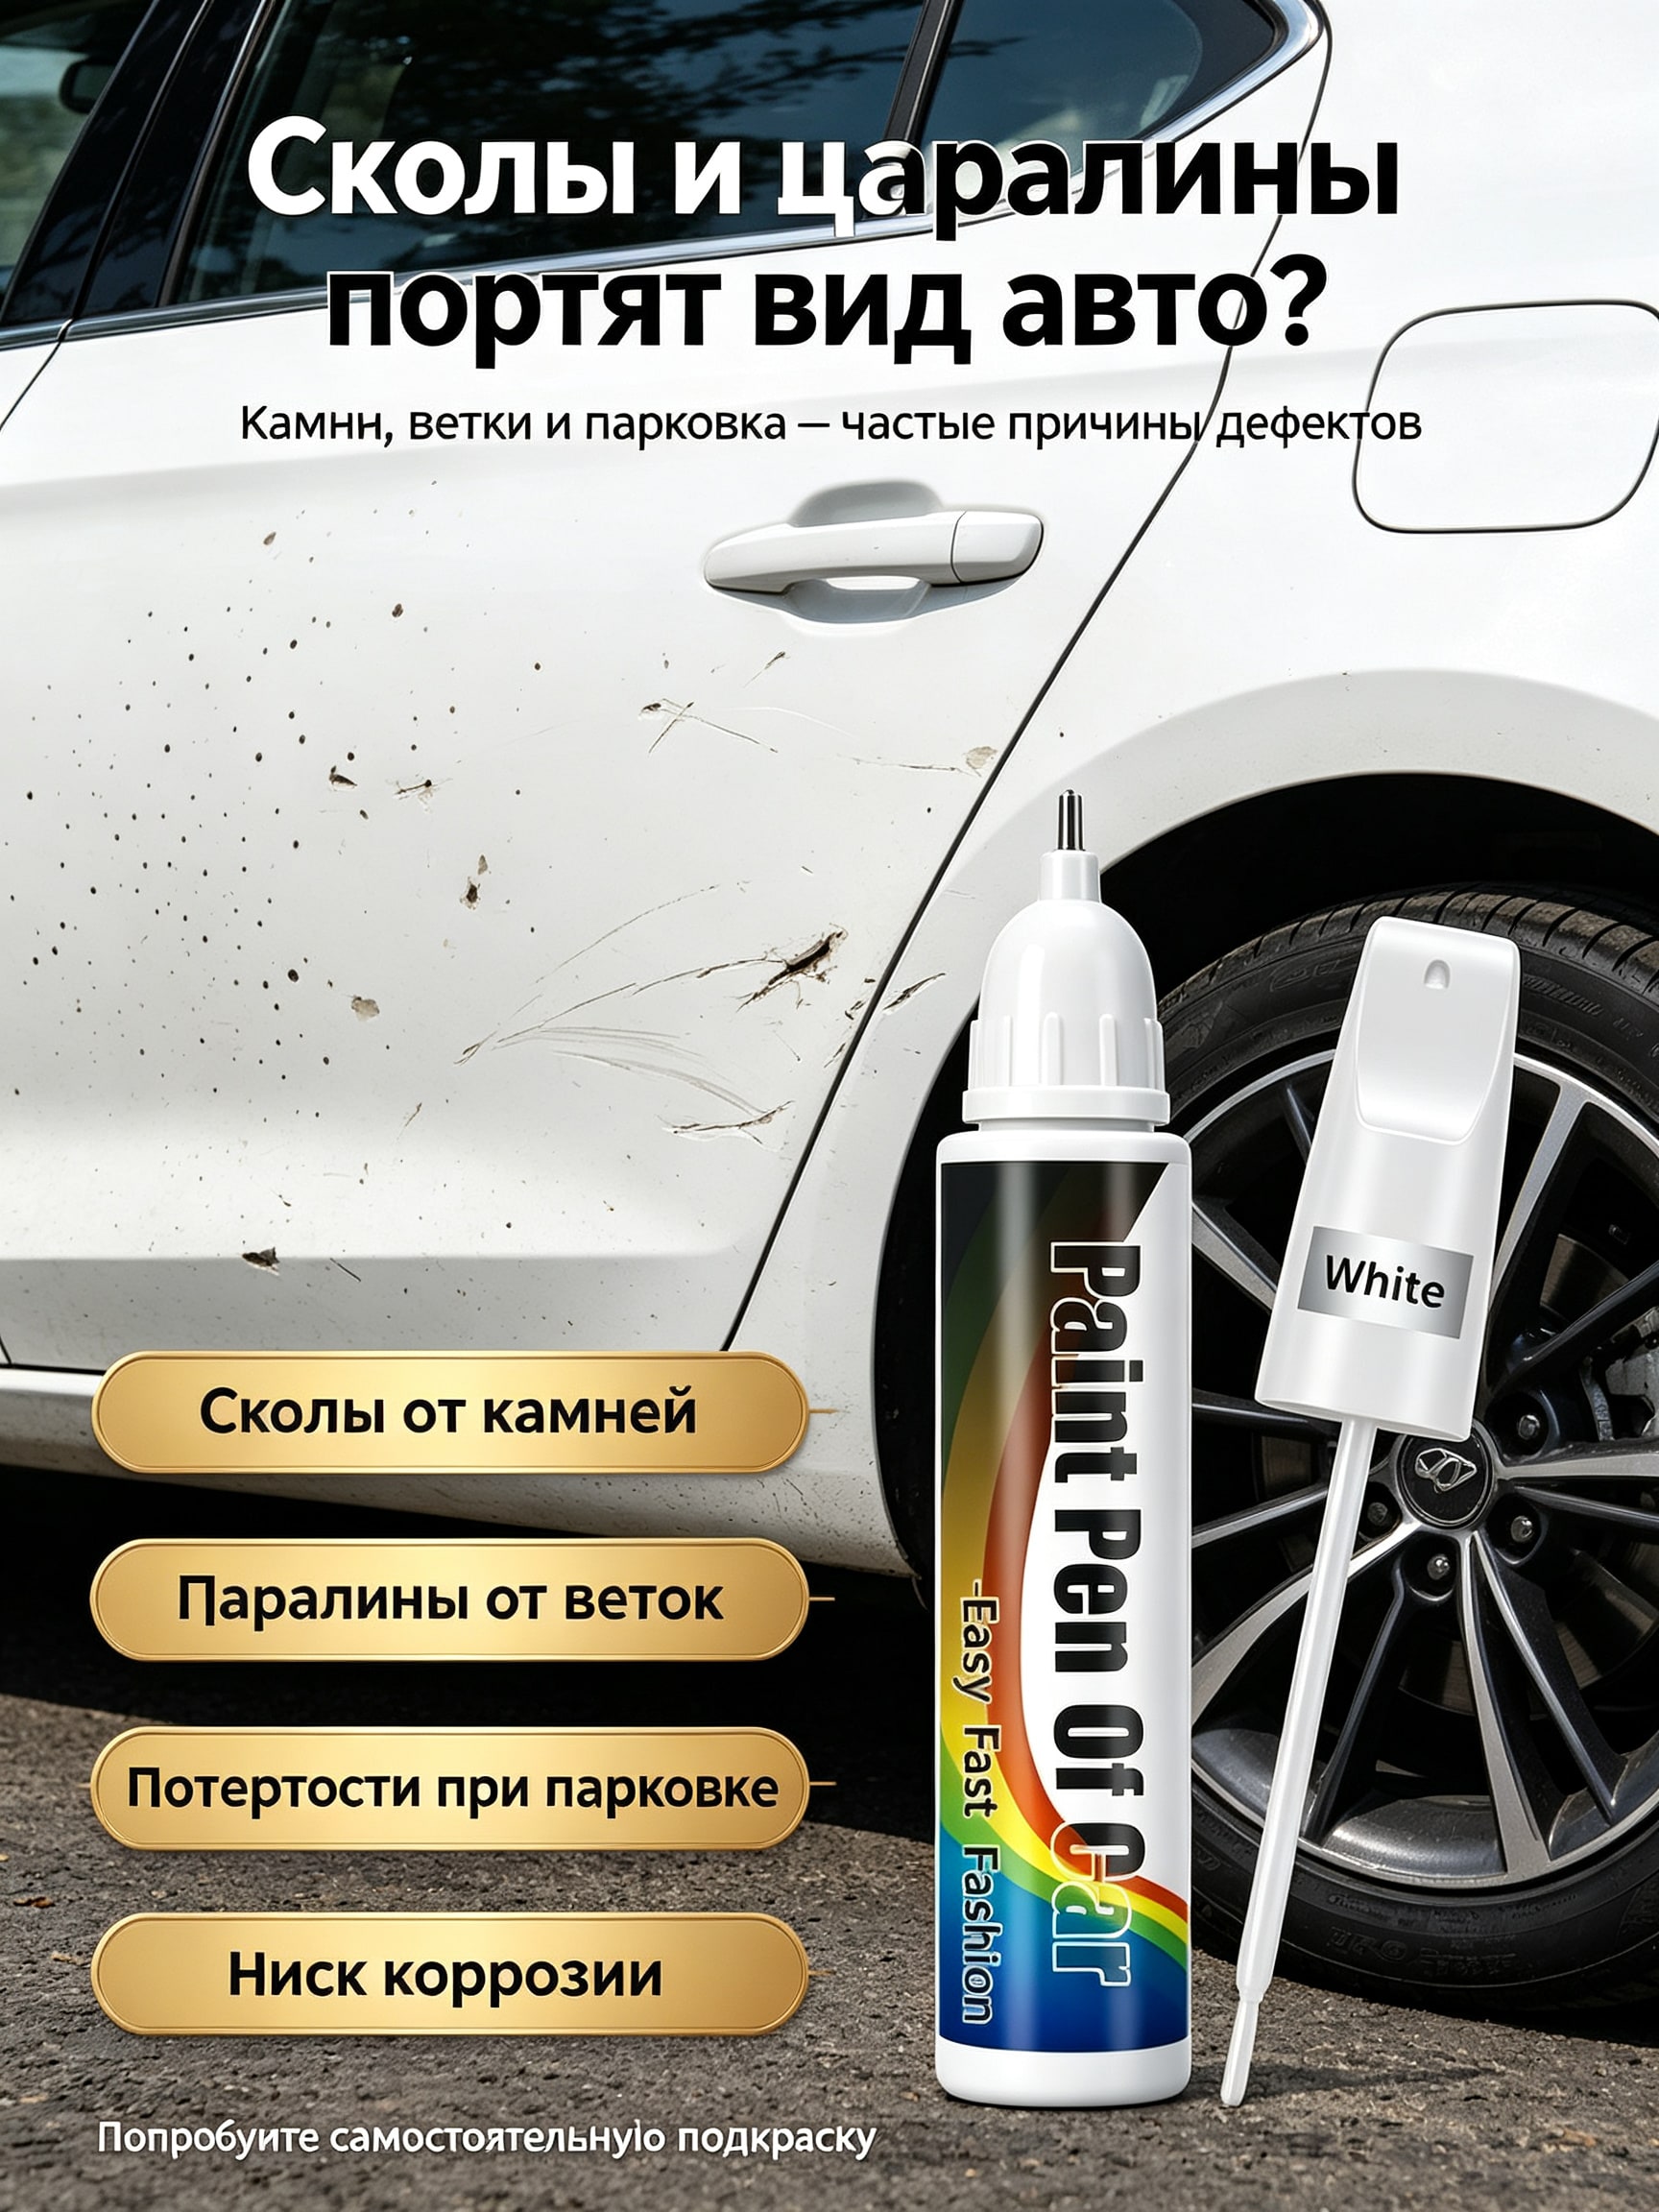 Сколы и царалины
портят вид авто?
Камнн, ветки и парковка – частые причины дефектов
Сколы от камней
Паралины от веток
Потертости при парковке
Ниск коррозии
Попробуите самостоятельную подкраску
Paint Pen Of Car
-Easy Fast Fashion
White